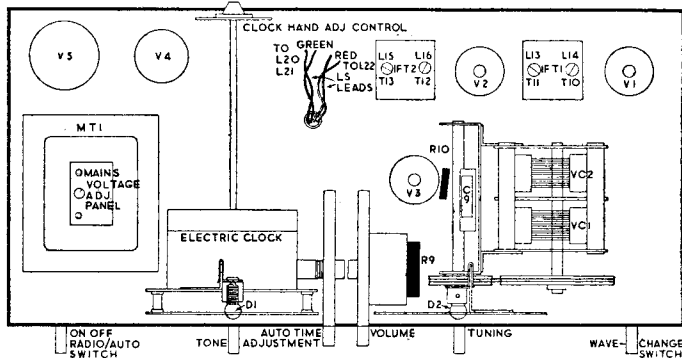 CLOCK HAND ADJ CONTROL
V5
V4
TO
L20
L21
GREEN
RED
TO L22
LS
LEADS
L15
L16
IFT2
T13
T12
V2
L13
L14
IFT1
T11
T10
V1
MT1
MAINS
VOLTAGE
ADJ.
PANEL
R10
V3
C9
VC2
VC1
ELECTRIC CLOCK
R9
D1
D2
ON OFF
RADIO/AUTO
SWITCH
TONE
AUTO TIME
ADJUSTMENT
VOLUME
TUNING
WAVE-CHANGE
SWITCH